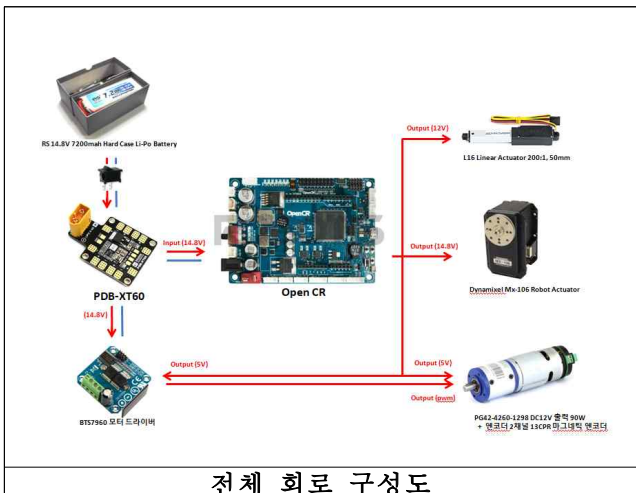 RS 14.8V 7200mah Hard Case Li-Po Battery
Output (12V)
L16 Linear Actuator 200:1, 50mm
Input (14.8V)
OpenCR
Output (14.8V)
PDB-XT60
Open CR
Dynamixel Mx-106 Robot Actuator
(14.8V)
Output (5V)
Output (5V)
Output (pwm)
BTS7960 모터 드라이버
PG42-4260-1298 DC12V 출력 90W
+ 엔코더 2채널 13CPR 마그네틱 엔코더
전체 회로 구성도